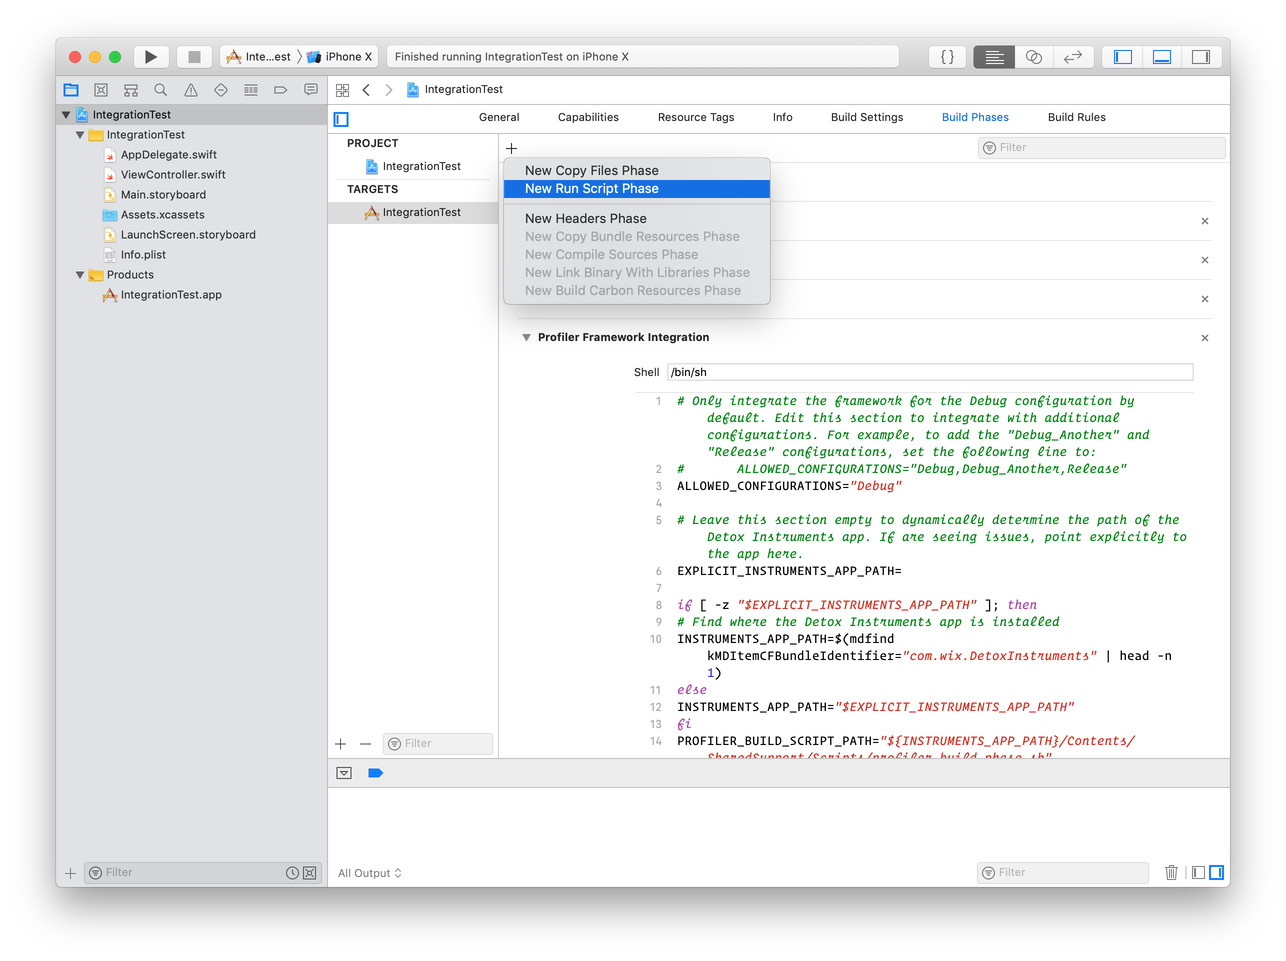 Inte...est
iPhone X
Finished running IntegrationTest on iPhone X
{ }
IntegrationTest
IntegrationTest
General
Capabilities
Resource Tags
Info
Build Settings
Build Phases
Build Rules
IntegrationTest
AppDelegate.swift
ViewController.swift
Main.storyboard
Assets.xcassets
LaunchScreen.storyboard
Info.plist
Products
IntegrationTest.app
Filter
PROJECT
IntegrationTest
TARGETS
IntegrationTest
Filter
Filter
New Copy Files Phase
New Run Script Phase
New Headers Phase
New Copy Bundle Resources Phase
New Compile Sources Phase
New Link Binary With Libraries Phase
New Build Carbon Resources Phase
Profiler Framework Integration
Shell
/bin/sh
1 # Only integrate the framework for the Debug configuration by
default. Edit this section to integrate with additional
configurations. For example, to add the "Debug_Another" and
"Release" configurations, set the following line to:
2 # ALLOWED_CONFIGURATIONS="Debug,Debug_Another,Release"
3 ALLOWED_CONFIGURATIONS="Debug"
4
5 # Leave this section empty to dynamically determine the path of the
Detox Instruments app. If are seeing issues, point explicitly to
the app here.
6 EXPLICIT_INSTRUMENTS_APP_PATH=
7
8 if [ -z "$EXPLICIT_INSTRUMENTS_APP_PATH" ]; then
9 # Find where the Detox Instruments app is installed
10 INSTRUMENTS_APP_PATH=$(mdfind
kMDItemCFBundleIdentifier="com.wix.DetoxInstruments" | head -n
1)
11 else
12 INSTRUMENTS_APP_PATH="$EXPLICIT_INSTRUMENTS_APP_PATH"
13 fi
14 PROFILER_BUILD_SCRIPT_PATH="${INSTRUMENTS_APP_PATH}/Contents/
SharedSupport/Scripts/profiler_build_phase.sh"
All Output
Filter